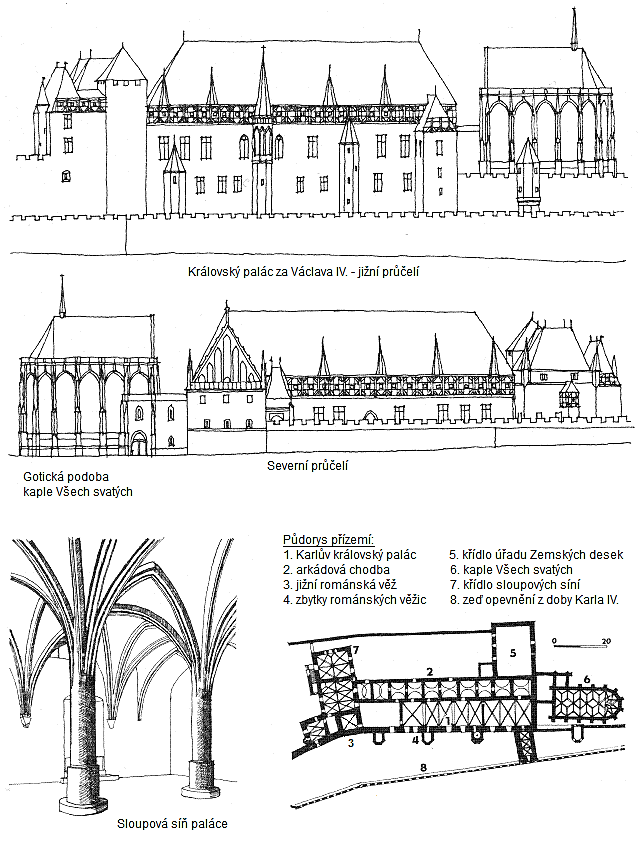 Královský palác za Václava IV. - jižní průčelí
Severní průčelí
Gotická podoba
kaple Všech svatých
Půdorys přízemí:
1. Karlův královský palác
2. arkádová chodba
3. jižní románská věž
4. zbytky románských věžic
5. křídlo úřadu Zemských desek
6. kaple Všech svatých
7. křídlo sloupových síní
8. zeď opevnění z doby Karla IV.
0 20
7
5
2
6
1
3
4
8
Sloupová síň paláce